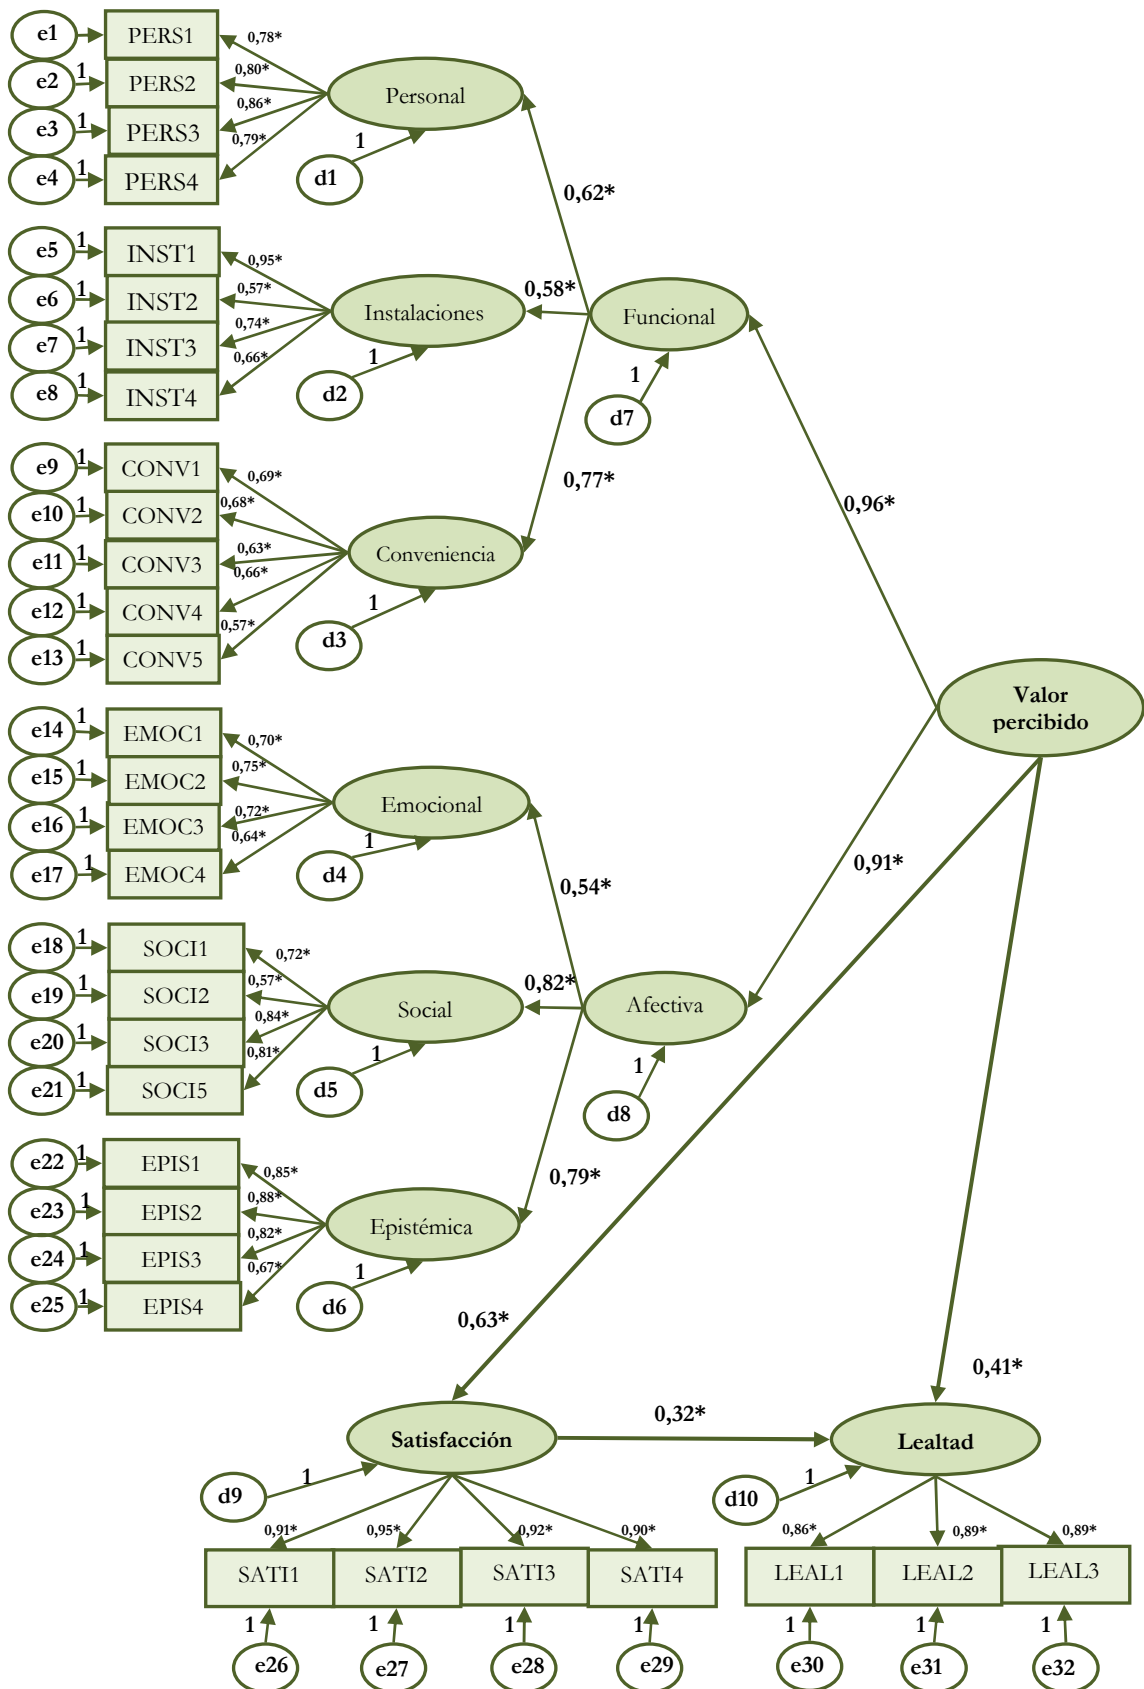 e1
PERS1
0,78*
e2
1
PERS2
0,80*
Personal
e3
1
PERS3
0,86*
e4
1
PERS4
0,79*
1
d1
0,62*
e5
1
INST1
0,95*
e6
1
INST2
0,57*
Instalaciones
0,58*
Funcional
e7
1
INST3
0,74*
e8
1
INST4
0,66*
1
d2
1
d7
e9
1
CONV1
0,69*
0,77*
0,96*
e10
1
CONV2
0,68*
e11
1
CONV3
0,63*
Conveniencia
e12
1
CONV4
0,66*
e13
1
CONV5
0,57*
1
d3
Valor
percibido
e14
1
EMOC1
0,70*
e15
1
EMOC2
0,75*
Emocional
e16
1
EMOC3
0,72*
e17
1
EMOC4
0,64*
1
d4
0,54*
0,91*
e18
1
SOCI1
0,72*
e19
1
SOCI2
0,57*
Social
0,82*
Afectiva
e20
1
SOCI3
0,84*
e21
1
SOCI5
0,81*
1
d5
1
d8
e22
1
EPIS1
0,85*
0,79*
e23
1
EPIS2
0,88*
Epistémica
e24
1
EPIS3
0,82*
e25
1
EPIS4
0,67*
1
d6
0,63*
0,41*
Satisfacción
0,32*
Lealtad
d9
1
d10
1
0,91*
0,95*
0,92*
0,90*
0,86*
0,89*
0,89*
SATI1
SATI2
SATI3
SATI4
LEAL1
LEAL2
LEAL3
1
1
1
1
1
1
1
e26
e27
e28
e29
e30
e31
e32